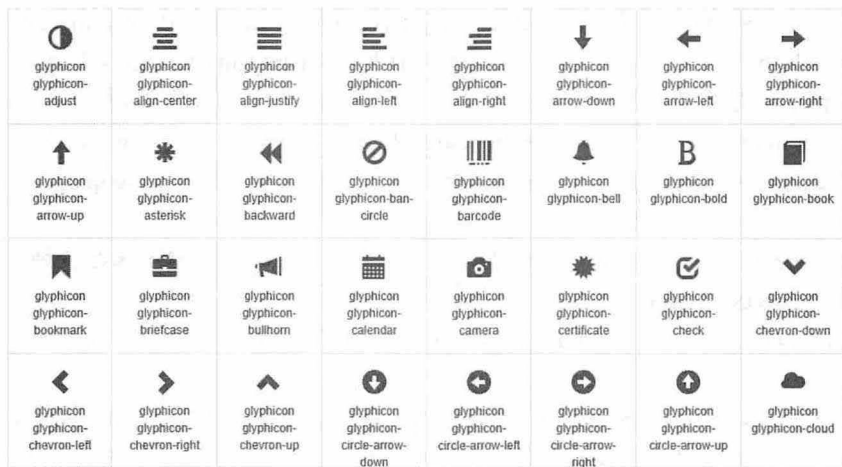 glyphicon
glyphicon-
adjust
glyphicon
glyphicon-
align-center
glyphicon
glyphicon-
align-justify
glyphicon
glyphicon-
align-left
glyphicon
glyphicon-
align-right
glyphicon
glyphicon-
arrow-down
glyphicon
glyphicon-
arrow-left
glyphicon
glyphicon-
arrow-right
glyphicon
glyphicon-
arrow-up
glyphicon
glyphicon-
asterisk
glyphicon
glyphicon-
backward
glyphicon
glyphicon-ban-
circle
glyphicon
glyphicon-
barcode
glyphicon
glyphicon-bell
B
glyphicon
glyphicon-bold
glyphicon
glyphicon-book
glyphicon
glyphicon-
bookmark
glyphicon
glyphicon-
briefcase
glyphicon
glyphicon-
bullhorn
glyphicon
glyphicon-
calendar
glyphicon
glyphicon-
camera
glyphicon
glyphicon-
certificate
glyphicon
glyphicon-
check
glyphicon
glyphicon-
chevron-down
glyphicon
glyphicon-
chevron-left
glyphicon
glyphicon-
chevron-right
glyphicon
glyphicon-
chevron-up
glyphicon
glyphicon-
circle-arrow-
down
glyphicon
glyphicon-
circle-arrow-left
glyphicon
glyphicon-
circle-arrow-
right
glyphicon
glyphicon-
circle-arrow-up
glyphicon
glyphicon-cloud